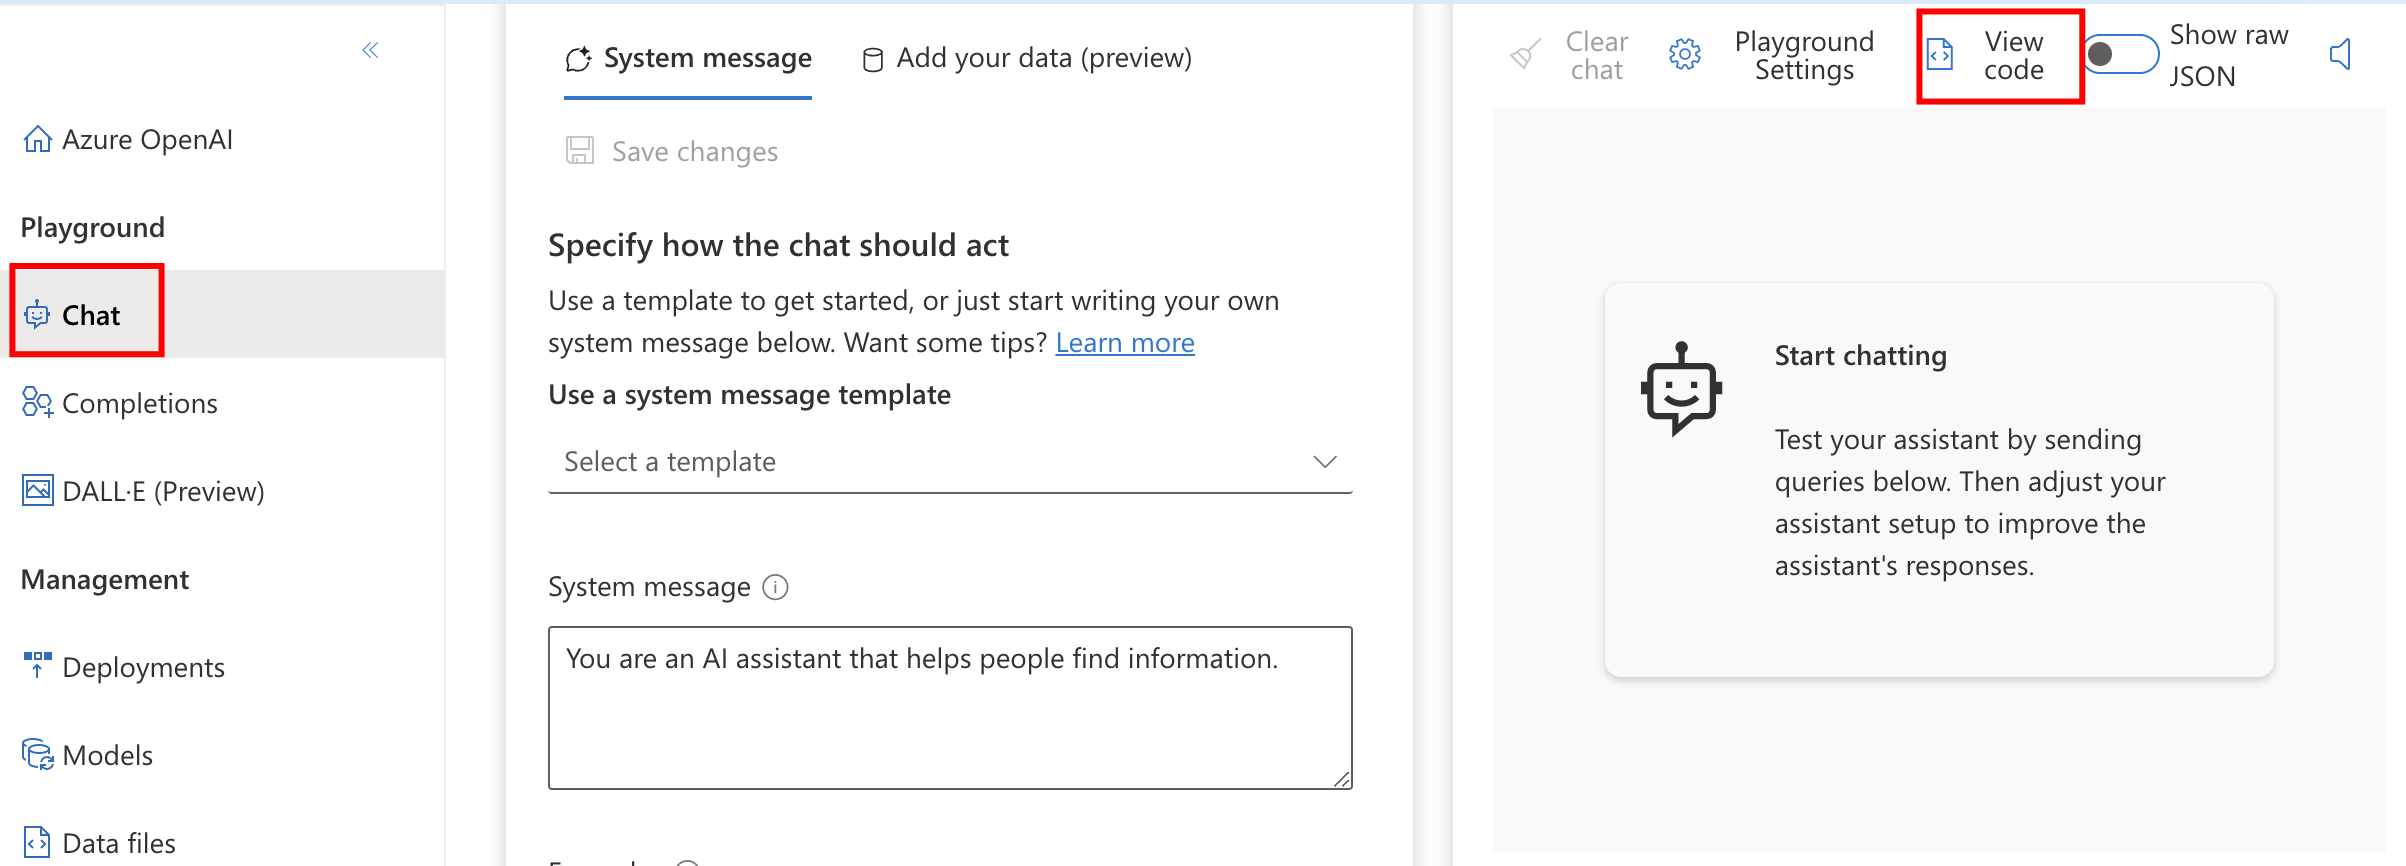 Azure OpenAI
Playground
Chat
Completions
DALL·E (Preview)
Management
Deployments
Models
Data files
System message
Add your data (preview)
Save changes
Specify how the chat should act
Use a template to get started, or just start writing your own
system message below. Want some tips? Learn more
Use a system message template
Select a template
System message
You are an AI assistant that helps people find information.
Clear
chat
Playground
Settings
View
code
Show raw
JSON
Start chatting
Test your assistant by sending
queries below. Then adjust your
assistant setup to improve the
assistant's responses.